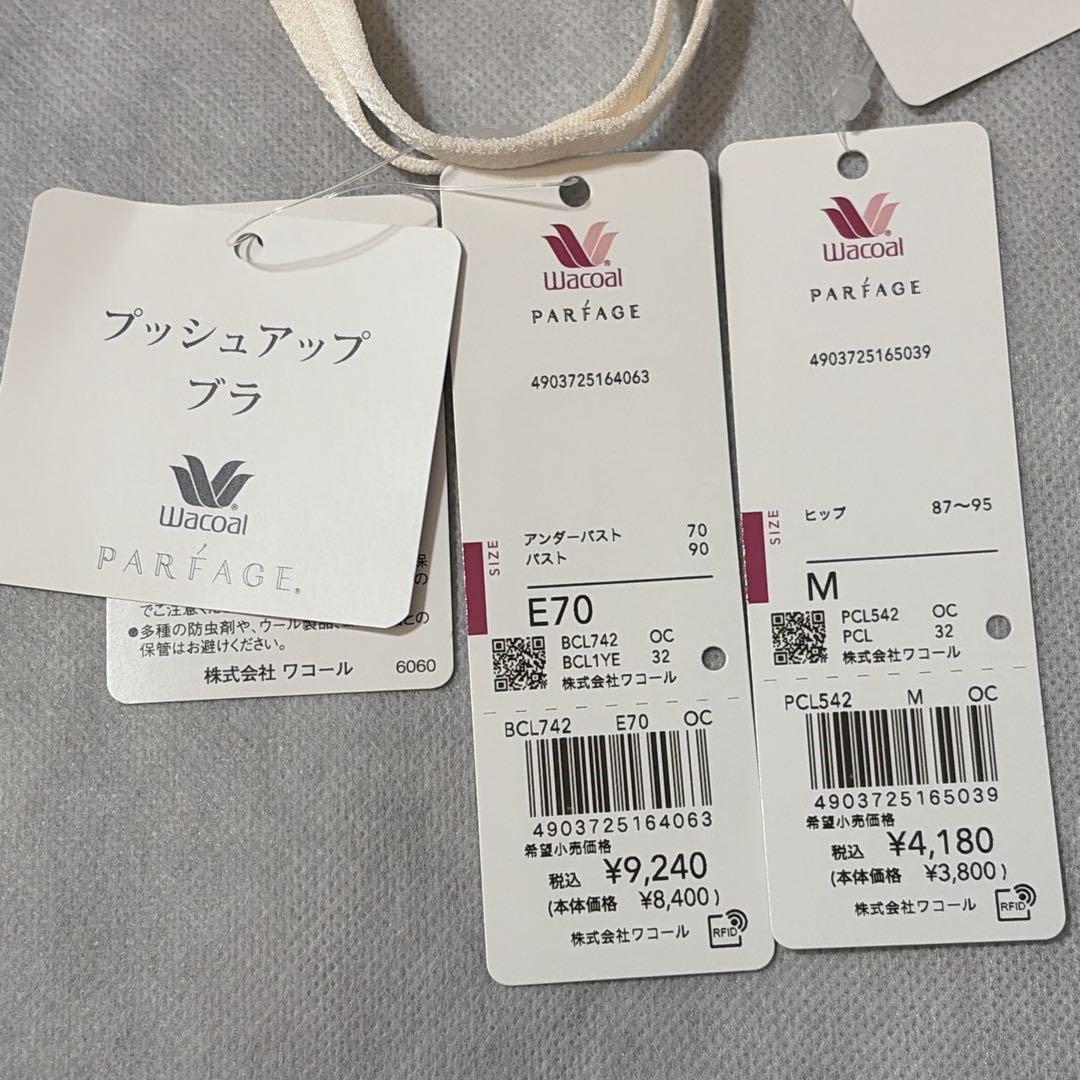 プッシュアップ
ブラ
Wacoal
PARFAGE
でご注意く
●多種の防虫剤や、ウール製品、
保管はお避けください。
株式会社 ワコール 6060
Wacoal
PARFAGE
4903725164063
SIZE
アンダーバスト 70
バスト 90
E70
BCL742 OC
BCL1YE 32
株式会社ワコール
BCL742 E70 OC
4903725164063
希望小売価格
税込 ¥9,240
(本体価格 ¥8,400)
株式会社ワコール
RFID
Wacoal
PARFAGE
4903725165039
SIZE
ヒップ 87〜95
M
PCL542 OC
PCL 32
株式会社ワコール
PCL542 M OC
4903725165039
希望小売価格
税込 ¥4,180
(本体価格 ¥3,800)
株式会社ワコール
RFID